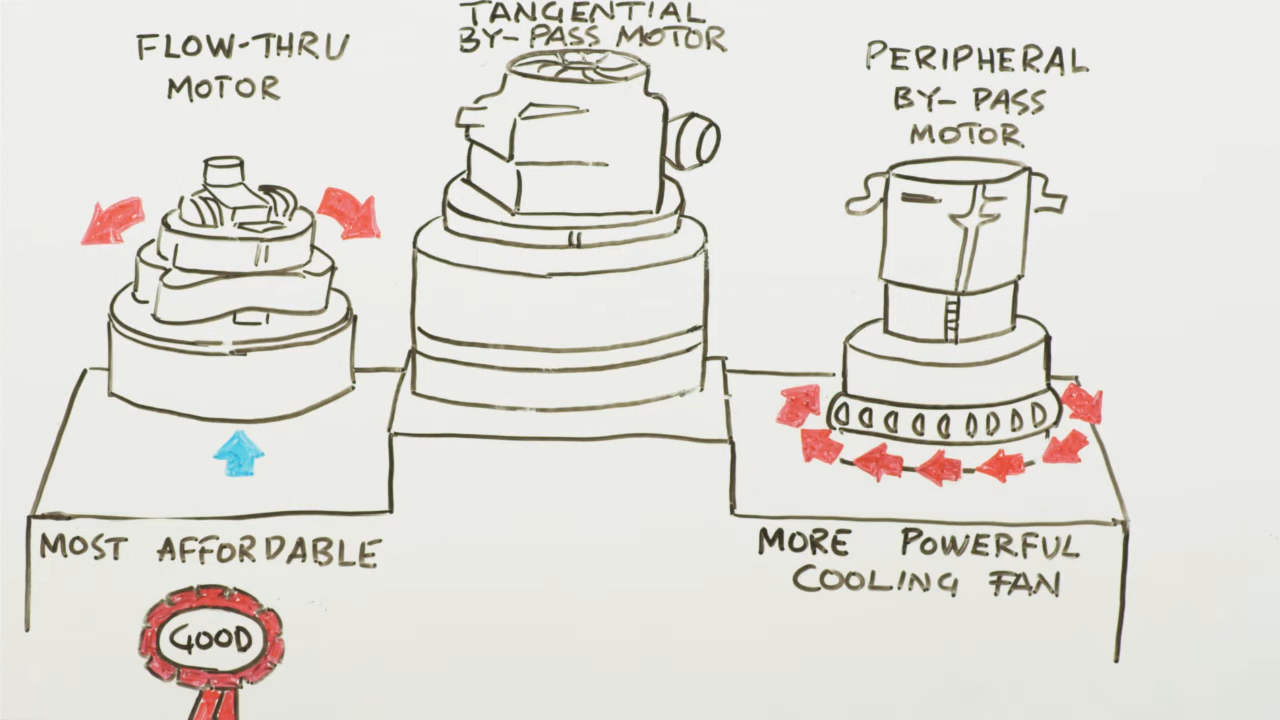 FLOW-THRU
MOTOR
TANGENTIAL
BY-PASS MOTOR
PERIPHERAL
BY-PASS
MOTOR
MOST AFFORDABLE
GOOD
MORE POWERFUL
COOLING FAN